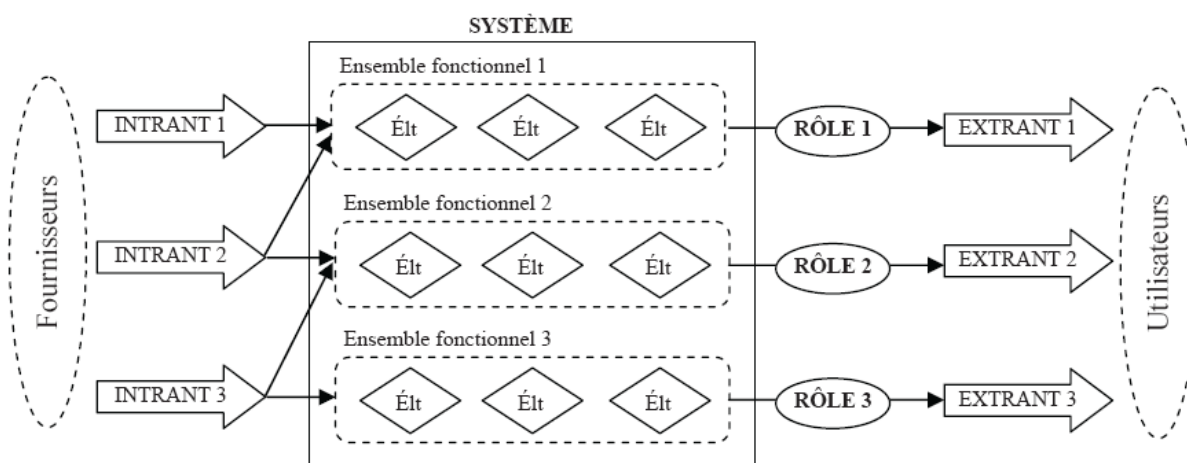 SYSTÈME
Ensemble fonctionnel 1
Fournisseurs
INTRANT 1
Élt
Élt
Élt
RÔLE 1
EXTRANT 1
Utilisateurs
Ensemble fonctionnel 2
INTRANT 2
Élt
Élt
Élt
RÔLE 2
EXTRANT 2
Ensemble fonctionnel 3
INTRANT 3
Élt
Élt
Élt
RÔLE 3
EXTRANT 3